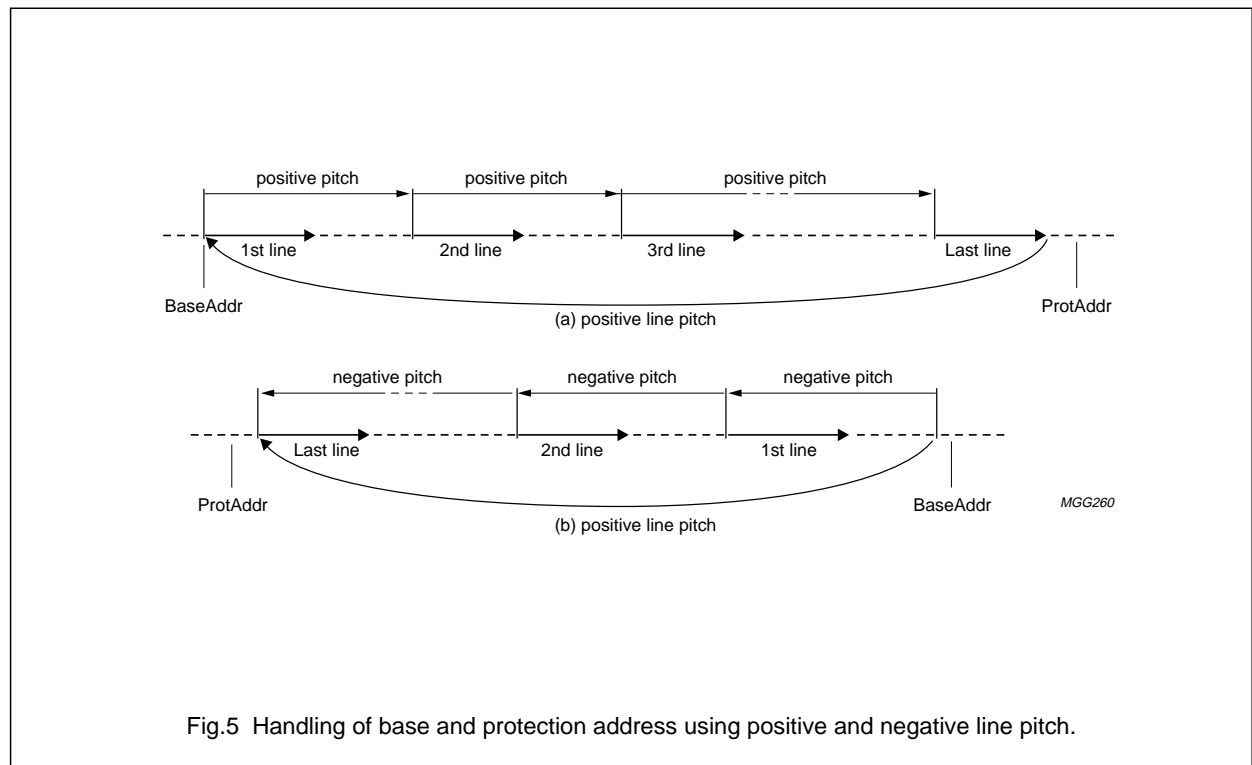 positive pitch positive pitch positive pitch
1st line 2nd line 3rd line Last line
BaseAddr ProtAddr
(a) positive line pitch
negative pitch negative pitch negative pitch
Last line 2nd line 1st line
ProtAddr BaseAddr MGG260
(b) positive line pitch
Fig.5 Handling of base and protection address using positive and negative line pitch.